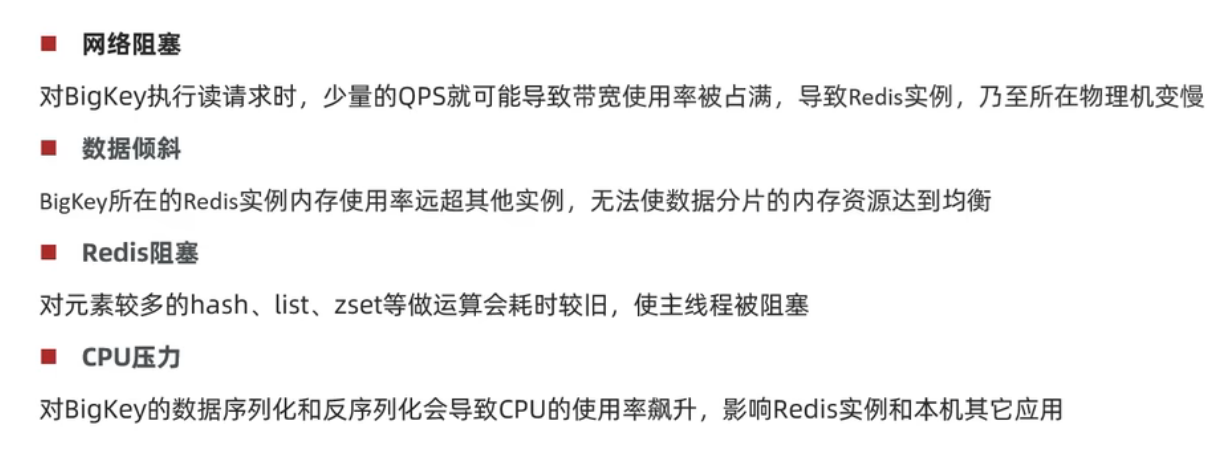 网络阻塞
对BigKey执行读请求时，少量的QPS就可能导致带宽使用率被占满，导致Redis实例，乃至所在物理机变慢
数据倾斜
BigKey所在的Redis实例内存使用率远超其他实例，无法使数据分片的内存资源达到均衡
Redis阻塞
对元素较多的hash、list、zset等做运算会耗时较旧，使主线程被阻塞
CPU压力
对BigKey的数据序列化和反序列化会导致CPU的使用率飙升，影响Redis实例和本机其它应用